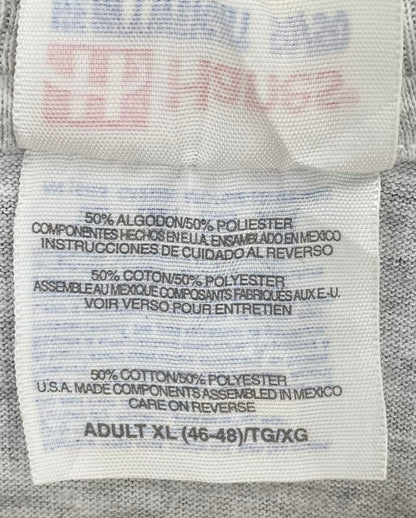 50% ALGODON/50% POLIESTER
COMPONENTES HECHOS EN E.U.A. ENSAMBLADO EN MEXICO
INSTRUCCIONES DE CUIDADO AL REVERSO
50% COTON/50% POLYESTER
ASSEMBLE AU MEXIQUE COMPOSANTS FABRIQUES AUX E.-U.
VOIR VERSO POUR ENTRETIEN
50% COTTON/50% POLYESTER
U.S.A. MADE COMPONENTS ASSEMBLED IN MEXICO
CARE ON REVERSE
ADULT XL (46-48)/TG/XG